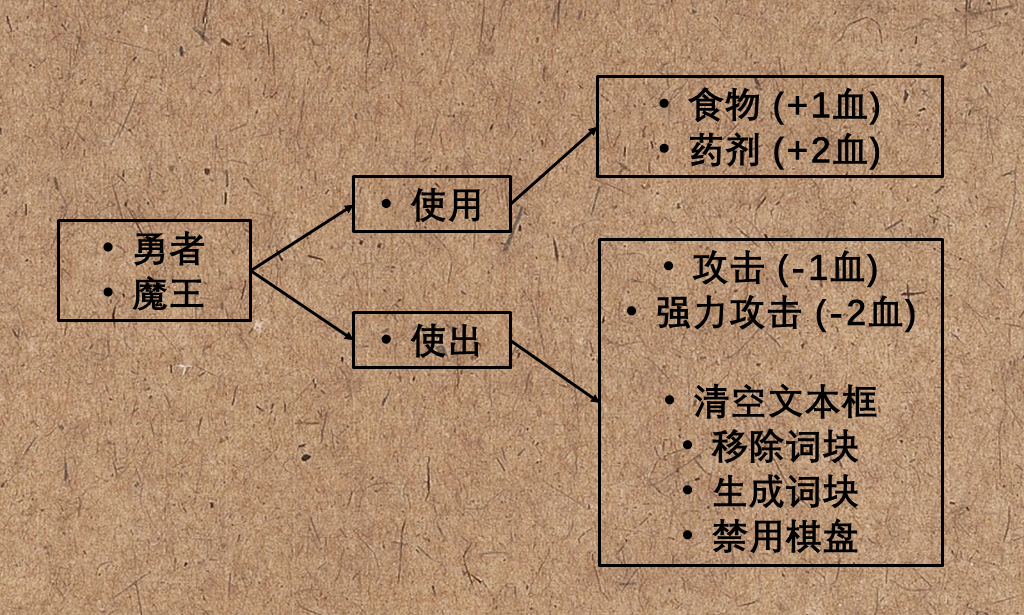 • 勇者
• 魔王
• 使用
• 使出
• 食物 (+1血)
• 药剂 (+2血)
• 攻击 (-1血)
• 强力攻击 (-2血)
• 清空文本框
• 移除词块
• 生成词块
• 禁用棋盘